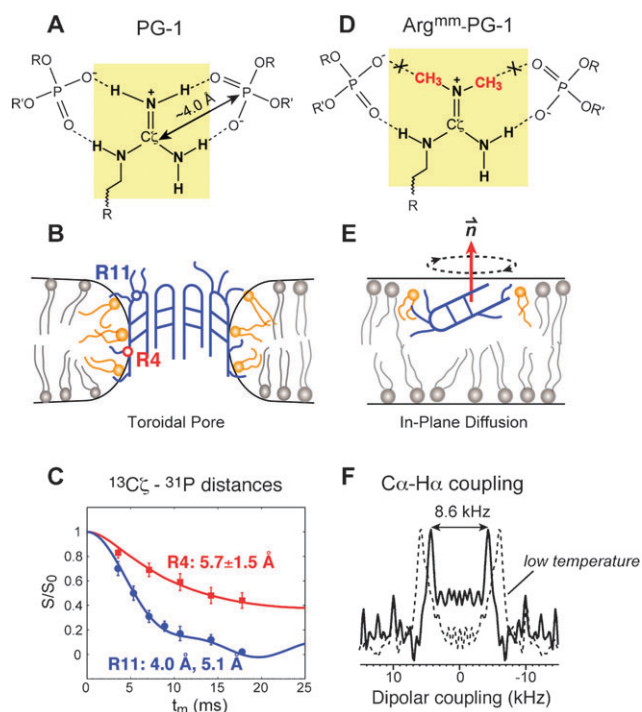 A PG-1
RO O⁻ H N⁺ H O OR
P P
R'O O ~4.0 Å O⁻ OR'
H Cζ H
N N
H
R
D Arg^mm-PG-1
RO O⁻ CH3 N⁺ CH3 O OR
P P
R'O O O⁻ OR'
H Cζ H
N N
H
R
B
R11
R4
Toroidal Pore
E n
In-Plane Diffusion
C ¹³Cζ - ³¹P distances
S/S₀
1
0.8
0.6
0.4
0.2
0
R4: 5.7±1.5 Å
R11: 4.0 Å, 5.1 Å
0 5 10 15 20 25
tₘ (ms)
F Cα-Hα coupling
8.6 kHz
low temperature
10 0 -10
Dipolar coupling (kHz)